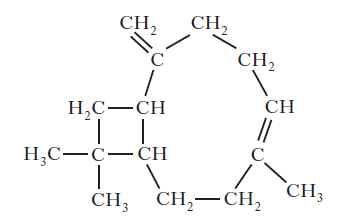 CH₂ CH₂
C CH₂
H₂C CH CH
H₃C C CH C
CH₃ CH₂ CH₂ CH₃